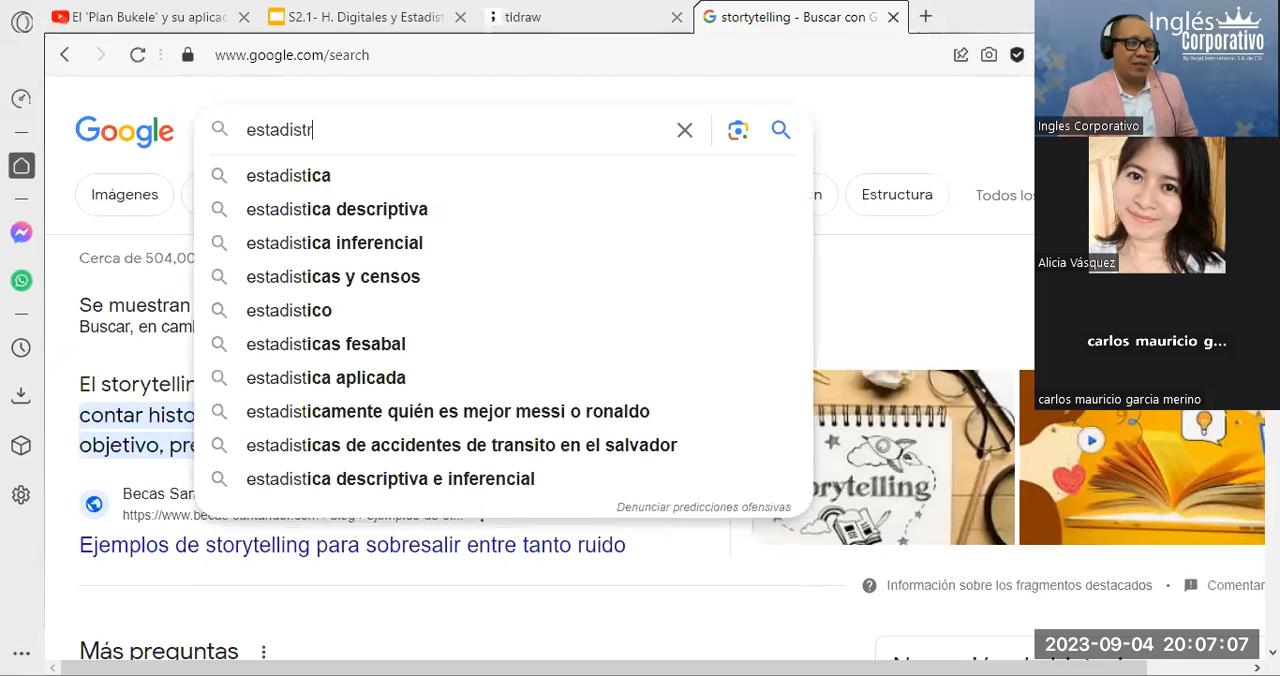 El 'Plan Bukele' y su aplicac
S2.1- H. Digitales y Estadist
tldraw
stortytelling - Buscar con G
www.google.com/search
Google
estadistr
estadistica
estadistica descriptiva
estadistica inferencial
estadisticas y censos
estadistico
estadisticas fesabal
estadistica aplicada
estadisticamente quién es mejor messi o ronaldo
estadisticas de accidentes de transito en el salvador
estadistica descriptiva e inferencial
Denunciar predicciones ofensivas
Imágenes
Estructura
Todos los
Cerca de 504,00
Se muestran
Buscar, en cam
El storytellin
contar histo
objetivo, pre
Becas San
Ejemplos de storytelling para sobresalir entre tanto ruido
rytelling
Información sobre los fragmentos destacados
Comentar
Más preguntas
Inglés
Corporativo
Ingles Corporativo
Alicia Vásquez
carlos mauricio g...
carlos mauricio garcia merino
2023-09-04 20:07:07